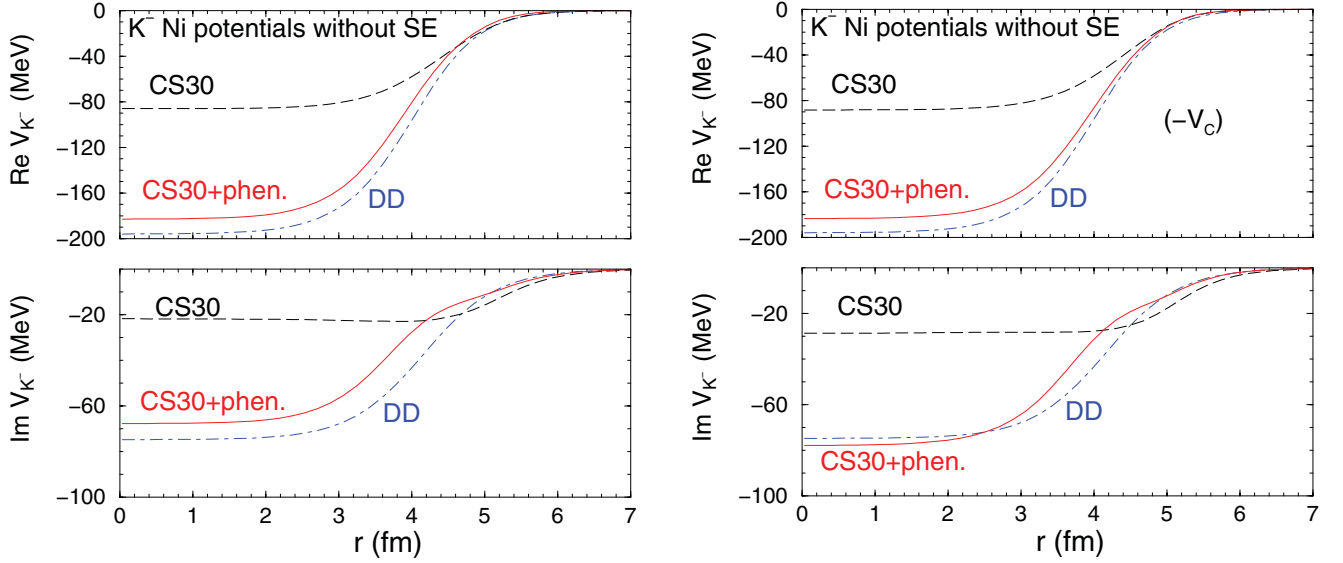 K⁻ Ni potentials without SE
0
−40
−80
−120
−160
−200
Re V_K⁻ (MeV)
CS30
CS30+phen.
DD
−20
−60
−100
Im V_K⁻ (MeV)
CS30
CS30+phen.
DD
0 1 2 3 4 5 6 7
r (fm)
K⁻ Ni potentials without SE
0
−40
−80
−120
−160
−200
Re V_K⁻ (MeV)
CS30
(−V_C)
CS30+phen.
DD
−20
−60
−100
Im V_K⁻ (MeV)
CS30
DD
CS30+phen.
0 1 2 3 4 5 6 7
r (fm)